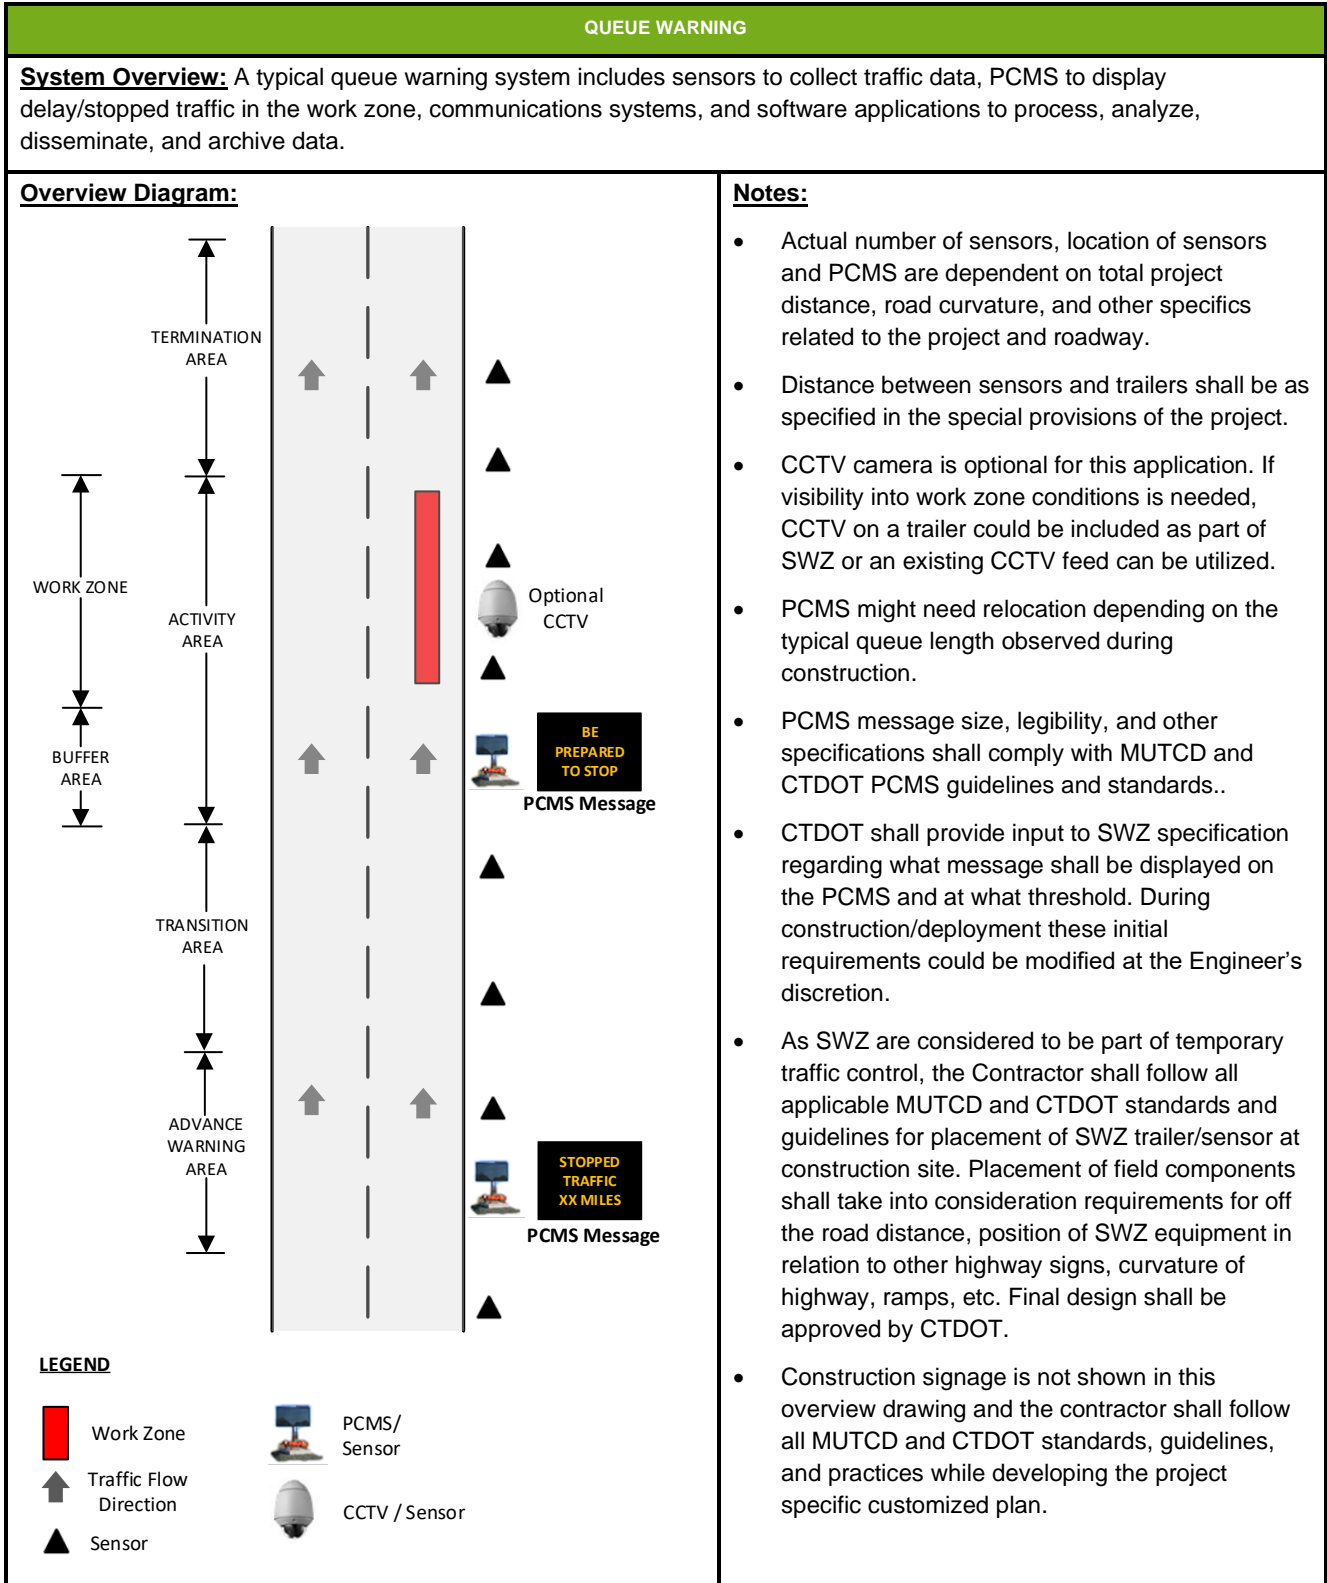 QUEUE WARNING
System Overview: A typical queue warning system includes sensors to collect traffic data, PCMS to display
delay/stopped traffic in the work zone, communications systems, and software applications to process, analyze,
disseminate, and archive data.
Overview Diagram:
TERMINATION
AREA
WORK ZONE
ACTIVITY
AREA
Optional
CCTV
BUFFER
AREA
BE
PREPARED
TO STOP
PCMS Message
TRANSITION
AREA
ADVANCE
WARNING
AREA
STOPPED
TRAFFIC
XX MILES
PCMS Message
LEGEND
Work Zone
Traffic Flow
Direction
Sensor
PCMS/
Sensor
CCTV / Sensor
Notes:
• Actual number of sensors, location of sensors
and PCMS are dependent on total project
distance, road curvature, and other specifics
related to the project and roadway.
• Distance between sensors and trailers shall be as
specified in the special provisions of the project.
• CCTV camera is optional for this application. If
visibility into work zone conditions is needed,
CCTV on a trailer could be included as part of
SWZ or an existing CCTV feed can be utilized.
• PCMS might need relocation depending on the
typical queue length observed during
construction.
• PCMS message size, legibility, and other
specifications shall comply with MUTCD and
CTDOT PCMS guidelines and standards..
• CTDOT shall provide input to SWZ specification
regarding what message shall be displayed on
the PCMS and at what threshold. During
construction/deployment these initial
requirements could be modified at the Engineer’s
discretion.
• As SWZ are considered to be part of temporary
traffic control, the Contractor shall follow all
applicable MUTCD and CTDOT standards and
guidelines for placement of SWZ trailer/sensor at
construction site. Placement of field components
shall take into consideration requirements for off
the road distance, position of SWZ equipment in
relation to other highway signs, curvature of
highway, ramps, etc. Final design shall be
approved by CTDOT.
• Construction signage is not shown in this
overview drawing and the contractor shall follow
all MUTCD and CTDOT standards, guidelines,
and practices while developing the project
specific customized plan.